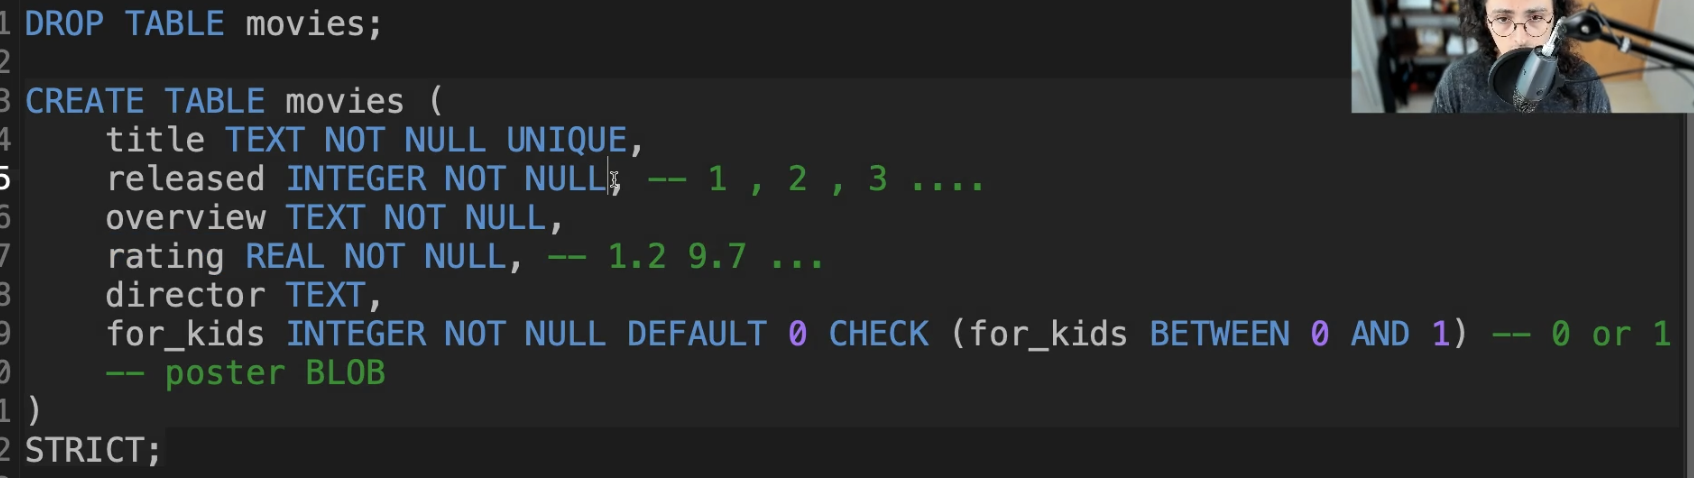 1 DROP TABLE movies;
2
3 CREATE TABLE movies (
4 title TEXT NOT NULL UNIQUE,
5 released INTEGER NOT NULL, -- 1 , 2 , 3 ....
6 overview TEXT NOT NULL,
7 rating REAL NOT NULL, -- 1.2 9.7 ...
8 director TEXT,
9 for_kids INTEGER NOT NULL DEFAULT 0 CHECK (for_kids BETWEEN 0 AND 1) -- 0 or 1
0 -- poster BLOB
1 )
2 STRICT;